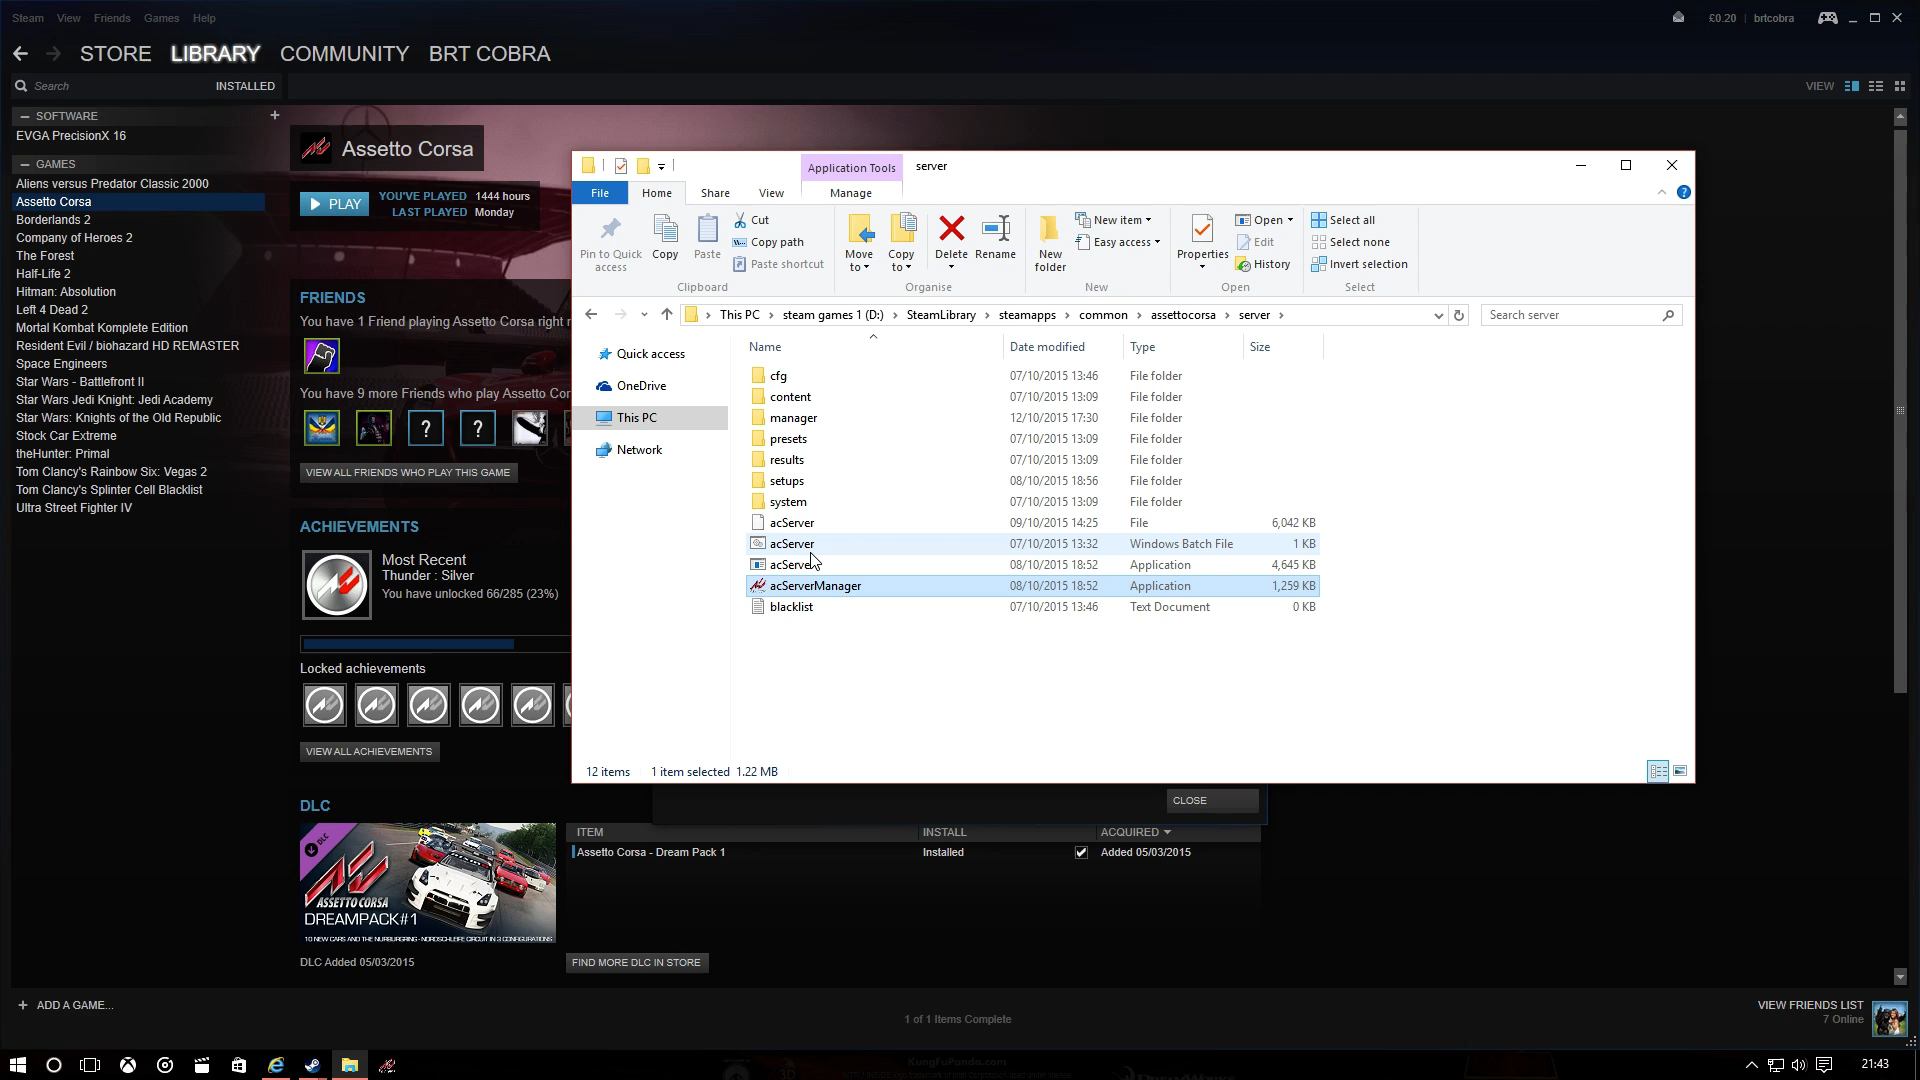 Steam View Friends Games Help
£0.20 | brtcobra
STORE LIBRARY COMMUNITY BRT COBRA
Search INSTALLED
VIEW
— SOFTWARE +
EVGA PrecisionX 16
— GAMES
Aliens versus Predator Classic 2000
Assetto Corsa
Borderlands 2
Company of Heroes 2
The Forest
Half-Life 2
Hitman: Absolution
Left 4 Dead 2
Mortal Kombat Komplete Edition
Resident Evil / biohazard HD REMASTER
Space Engineers
Star Wars - Battlefront II
Star Wars Jedi Knight: Jedi Academy
Star Wars: Knights of the Old Republic
Stock Car Extreme
theHunter: Primal
Tom Clancy's Rainbow Six: Vegas 2
Tom Clancy's Splinter Cell Blacklist
Ultra Street Fighter IV
Assetto Corsa
PLAY
YOU'VE PLAYED 1444 hours
LAST PLAYED Monday
FRIENDS
You have 1 Friend playing Assetto Corsa right
You have 9 more Friends who play Assetto Co
? ?
VIEW ALL FRIENDS WHO PLAY THIS GAME
ACHIEVEMENTS
Most Recent
Thunder : Silver
You have unlocked 66/285 (23%)
Locked achievements
VIEW ALL ACHIEVEMENTS
DLC
DLC
ASSETTO CORSA
DREAMPACK#1
10 NEW CARS AND THE NURBURGRING - NORDSCHLEIFE CIRCUIT IN 3 CONFIGURATIONS
DLC Added 05/03/2015
ITEM INSTALL ACQUIRED
Assetto Corsa - Dream Pack 1 Installed Added 05/03/2015
FIND MORE DLC IN STORE
CLOSE
Application Tools server
File Home Share View Manage
Pin to Quick access
Copy
Paste
Cut
Copy path
Paste shortcut
Clipboard
Move to
Copy to
Delete
Rename
Organise
New folder
New item
Easy access
New
Properties
Open
Edit
History
Open
Select all
Select none
Invert selection
Select
This PC > steam games 1 (D:) > SteamLibrary > steamapps > common > assettocorsa > server >
Search server
Quick access
OneDrive
This PC
Network
Name Date modified Type Size
cfg 07/10/2015 13:46 File folder
content 07/10/2015 13:09 File folder
manager 12/10/2015 17:30 File folder
presets 07/10/2015 13:09 File folder
results 07/10/2015 13:09 File folder
setups 08/10/2015 18:56 File folder
system 07/10/2015 13:09 File folder
acServer 09/10/2015 14:25 File 6,042 KB
acServer 07/10/2015 13:32 Windows Batch File 1 KB
acServer 08/10/2015 18:52 Application 4,645 KB
acServerManager 08/10/2015 18:52 Application 1,259 KB
blacklist 07/10/2015 13:46 Text Document 0 KB
12 items 1 item selected 1.22 MB
+ ADD A GAME...
1 of 1 Items Complete
VIEW FRIENDS LIST
7 Online
KungFuPanda.com
21:43